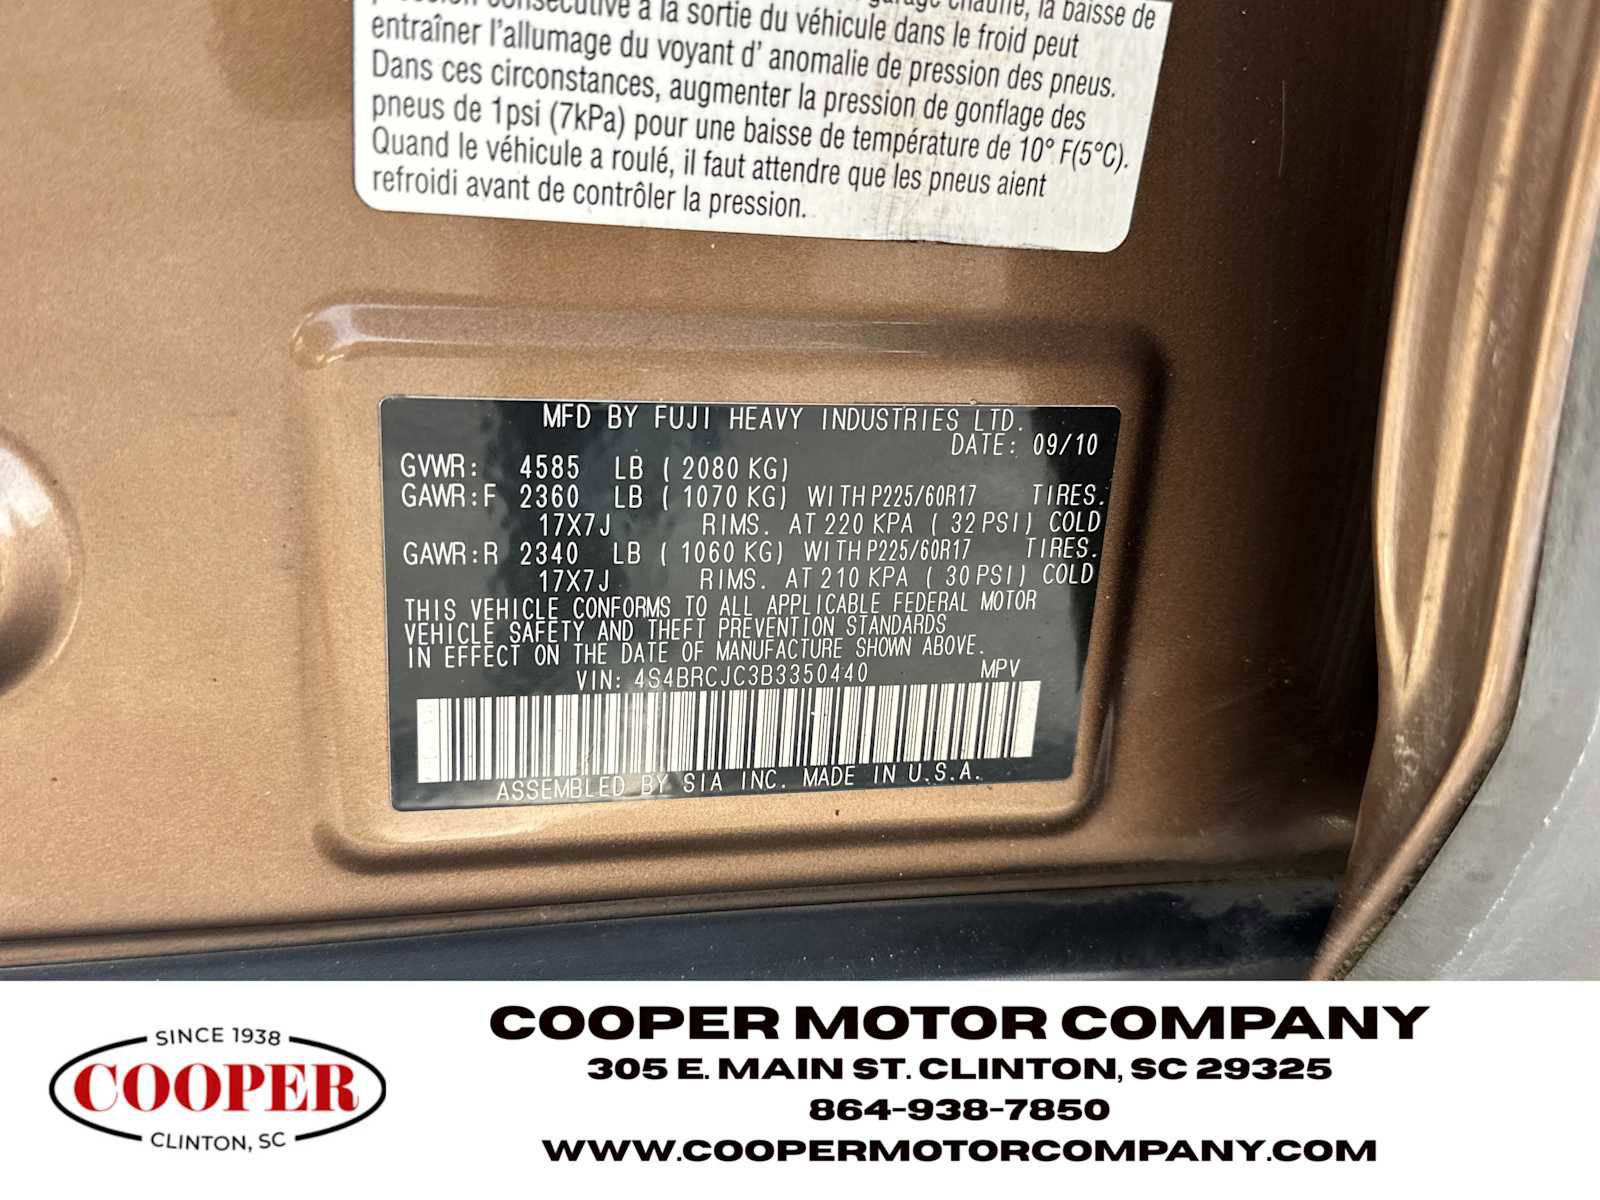 consécutive à la sortie du véhicule dans le froid peut
chauffé, la baisse de
entraîner l'allumage du voyant d' anomalie de pression des pneus.
Dans ces circonstances, augmenter la pression de gonflage des
pneus de 1psi (7kPa) pour une baisse de température de 10° F(5°C).
Quand le véhicule a roulé, il faut attendre que les pneus aient
refroidi avant de contrôler la pression.
MFD BY FUJI HEAVY INDUSTRIES LTD.
DATE: 09/10
GVWR: 4585 LB ( 2080 KG)
GAWR:F 2360 LB ( 1070 KG) WITH P225/60R17 TIRES.
17X7J RIMS. AT 220 KPA ( 32 PSI) COLD
GAWR:R 2340 LB ( 1060 KG) WITH P225/60R17 TIRES.
17X7J RIMS. AT 210 KPA ( 30 PSI) COLD
THIS VEHICLE CONFORMS TO ALL APPLICABLE FEDERAL MOTOR
VEHICLE SAFETY AND THEFT PREVENTION STANDARDS
IN EFFECT ON THE DATE OF MANUFACTURE SHOWN ABOVE.
VIN: 4S4BRCJC3B3350440 MPV
ASSEMBLED BY SIA INC. MADE IN U.S.A.
SINCE 1938
COOPER
CLINTON, SC
COOPER MOTOR COMPANY
305 E. MAIN ST. CLINTON, SC 29325
864-938-7850
WWW.COOPERMOTORCOMPANY.COM